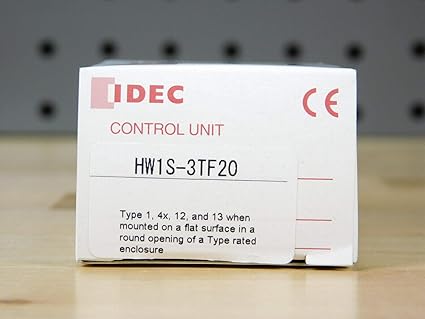 IDEC
CE
CONTROL UNIT
HW1S-3TF20
Type 1, 4x, 12, and 13 when
mounted on a flat surface in a
round opening of a Type rated
enclosure